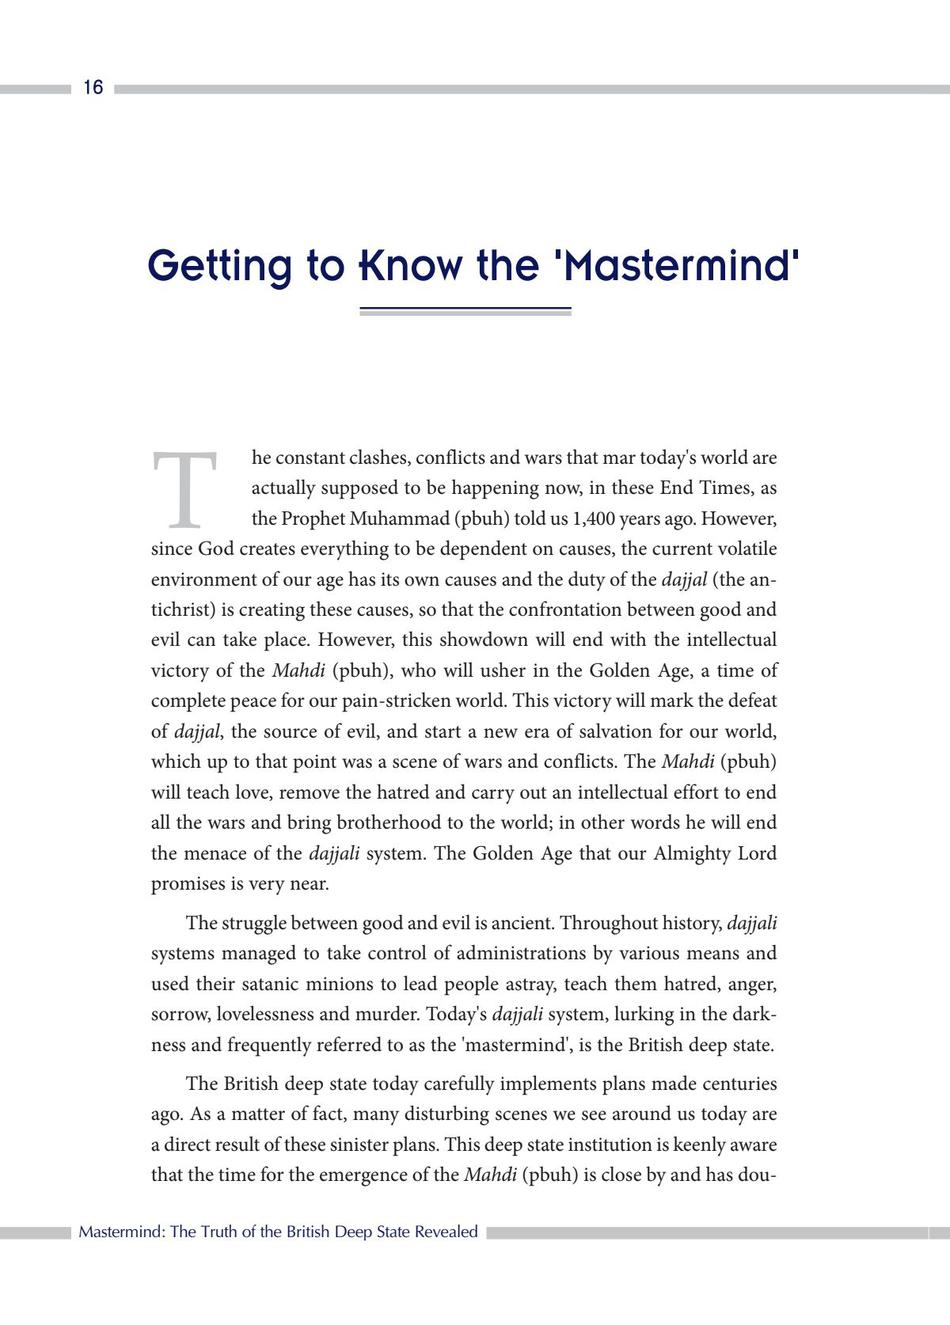 16
Getting to Know the 'Mastermind'
The constant clashes, conflicts and wars that mar today's world are
actually supposed to be happening now, in these End Times, as
the Prophet Muhammad (pbuh) told us 1,400 years ago. However,
since God creates everything to be dependent on causes, the current volatile
environment of our age has its own causes and the duty of the dajjal (the an-
tichrist) is creating these causes, so that the confrontation between good and
evil can take place. However, this showdown will end with the intellectual
victory of the Mahdi (pbuh), who will usher in the Golden Age, a time of
complete peace for our pain-stricken world. This victory will mark the defeat
of dajjal, the source of evil, and start a new era of salvation for our world,
which up to that point was a scene of wars and conflicts. The Mahdi (pbuh)
will teach love, remove the hatred and carry out an intellectual effort to end
all the wars and bring brotherhood to the world; in other words he will end
the menace of the dajjali system. The Golden Age that our Almighty Lord
promises is very near.
The struggle between good and evil is ancient. Throughout history, dajjali
systems managed to take control of administrations by various means and
used their satanic minions to lead people astray, teach them hatred, anger,
sorrow, lovelessness and murder. Today's dajjali system, lurking in the dark-
ness and frequently referred to as the 'mastermind', is the British deep state.
The British deep state today carefully implements plans made centuries
ago. As a matter of fact, many disturbing scenes we see around us today are
a direct result of these sinister plans. This deep state institution is keenly aware
that the time for the emergence of the Mahdi (pbuh) is close by and has dou-
Mastermind: The Truth of the British Deep State Revealed